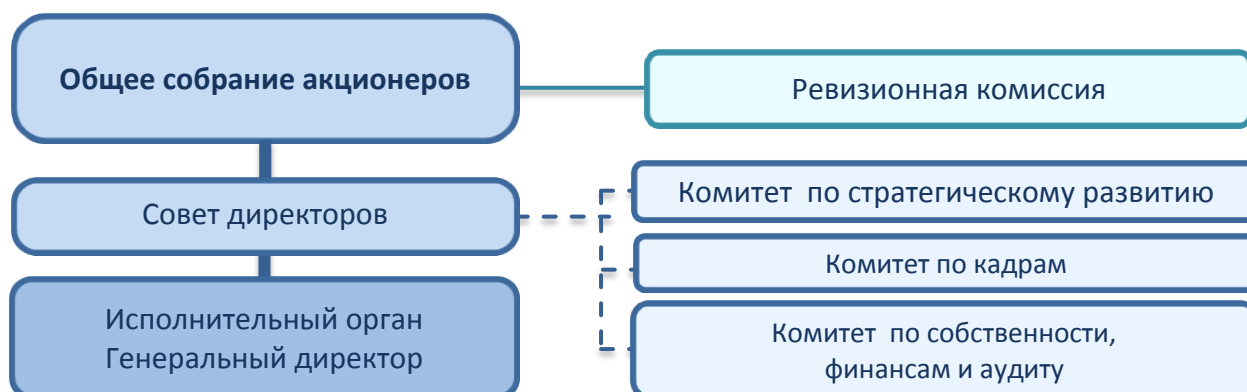 Общее собрание акционеров
Ревизионная комиссия
Совет директоров
Комитет по стратегическому развитию
Комитет по кадрам
Исполнительный орган
Генеральный директор
Комитет по собственности,
финансам и аудиту